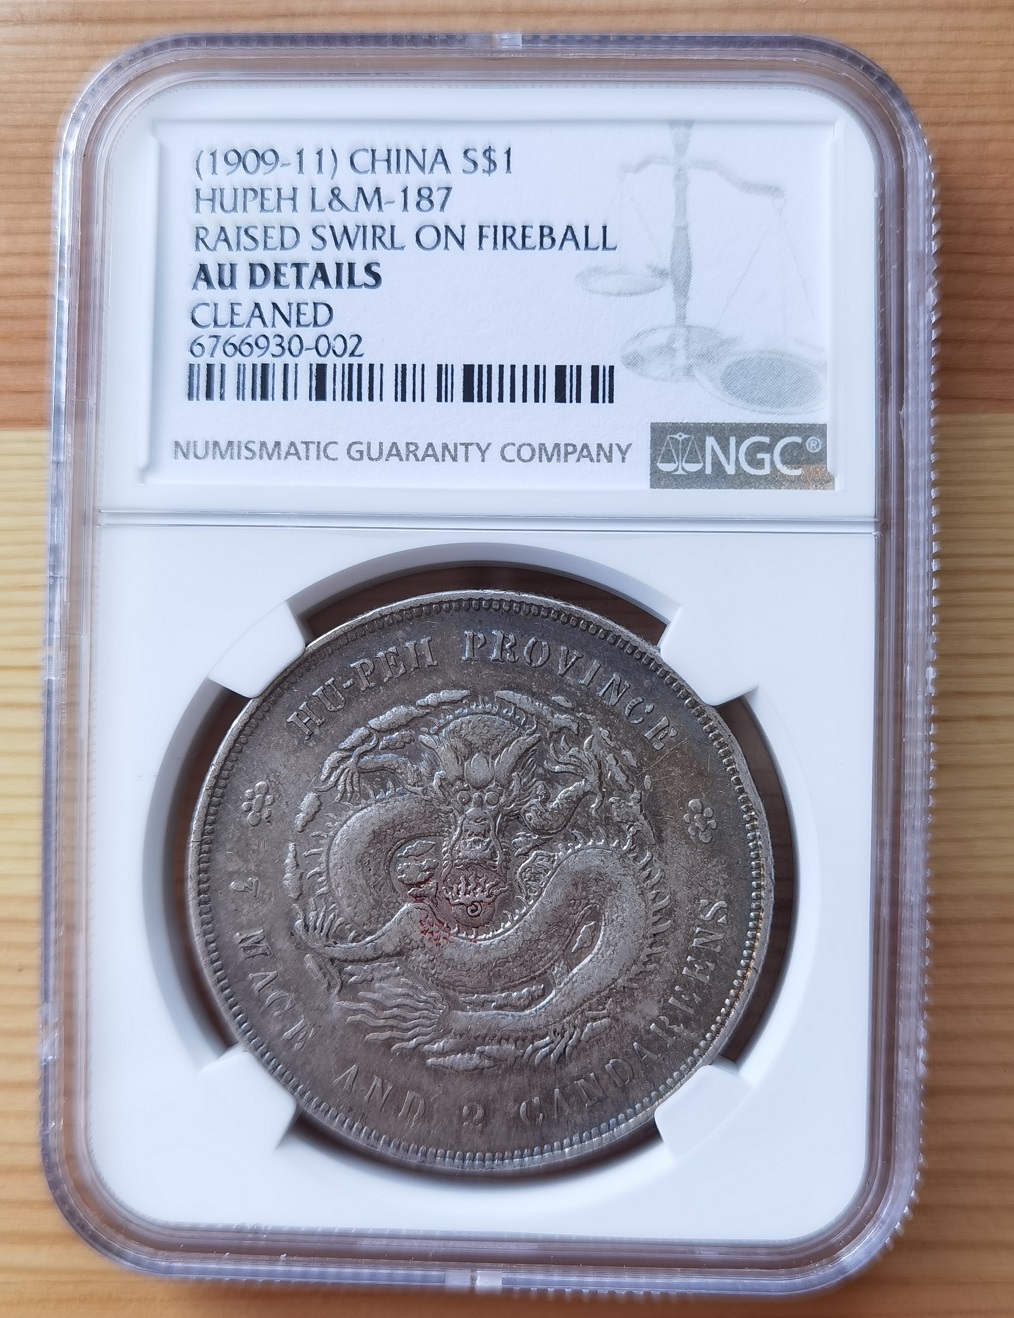 (1909-11) CHINA S$1
HUPEH L&M-187
RAISED SWIRL ON FIREBALL
AU DETAILS
CLEANED
6766930-002
NUMISMATIC GUARANTY COMPANY
NGC®
HU-PEH PROVINCE
7 MACE AND 2 CANDAREENS